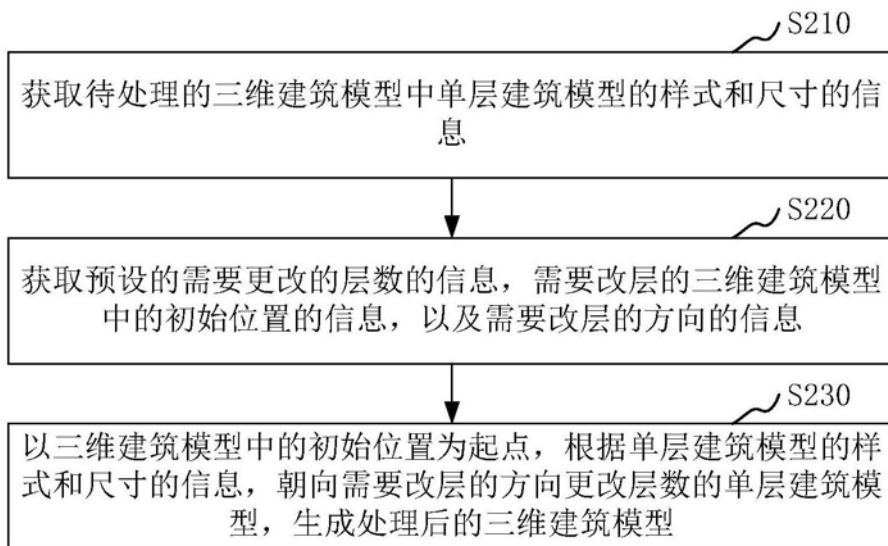 S210
获取待处理的三维建筑模型中单层建筑模型的样式和尺寸的信
息
S220
获取预设的需要更改的层数的信息，需要改层的三维建筑模型
中的初始位置的信息，以及需要改层的方向的信息
S230
以三维建筑模型中的初始位置为起点，根据单层建筑模型的样
式和尺寸的信息，朝向需要改层的方向更改层数的单层建筑模
型，生成处理后的三维建筑模型